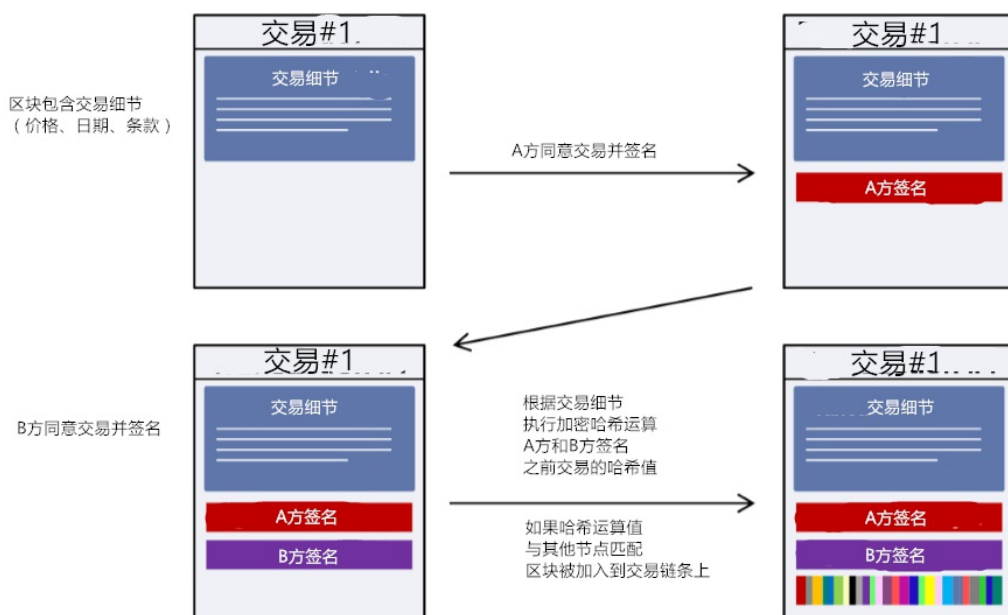 交易#1
交易#1
交易细节
交易细节
区块包含交易细节
（价格、日期、条款）
A方同意交易并签名
A方签名
交易#1
交易#1
交易细节
交易细节
B方同意交易并签名
根据交易细节
执行加密哈希运算
A方和B方签名
之前交易的哈希值
A方签名
A方签名
B方签名
B方签名
如果哈希运算值
与其他节点匹配
区块被加入到交易链条上